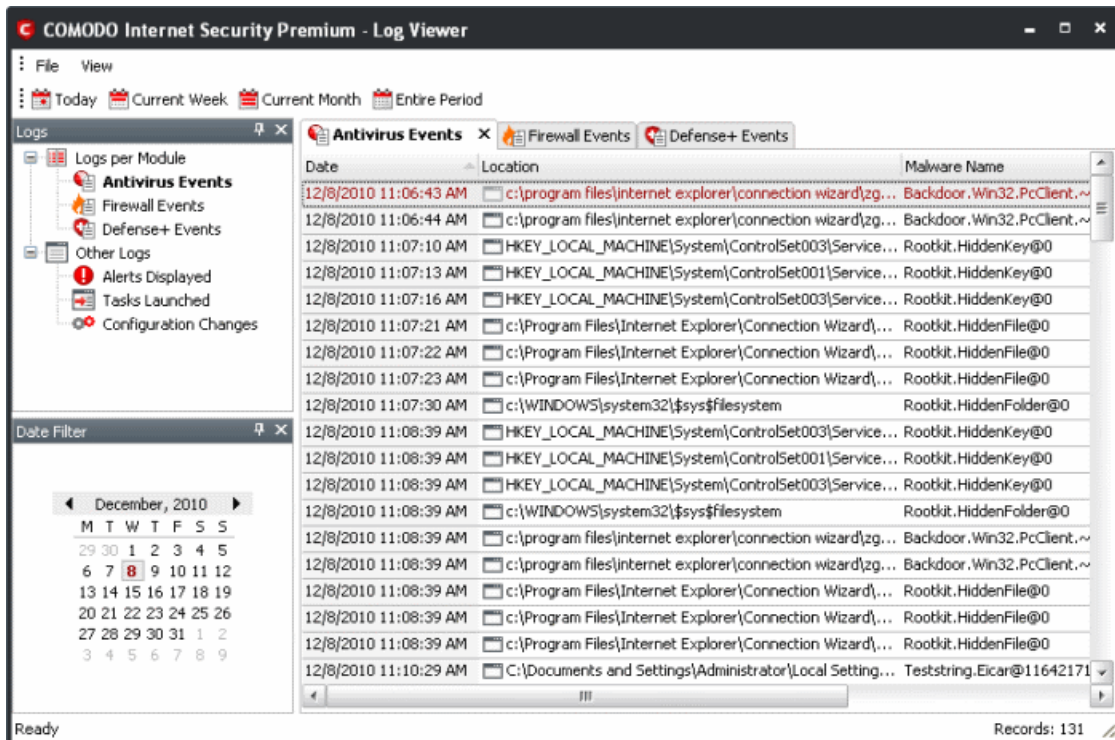 COMODO Internet Security Premium - Log Viewer
File View
Today Current Week Current Month Entire Period
Logs
Logs per Module
Antivirus Events
Firewall Events
Defense+ Events
Other Logs
Alerts Displayed
Tasks Launched
Configuration Changes
Date Filter
December, 2010
M T W T F S S
29 30 1 2 3 4 5
6 7 8 9 10 11 12
13 14 15 16 17 18 19
20 21 22 23 24 25 26
27 28 29 30 31 1 2
3 4 5 6 7 8 9
Antivirus Events Firewall Events Defense+ Events
Date Location Malware Name
12/8/2010 11:06:43 AM c:\program files\internet explorer\connection wizard\zg... Backdoor.Win32.PcClient.~
12/8/2010 11:06:44 AM c:\program files\internet explorer\connection wizard\zg... Backdoor.Win32.PcClient.~
12/8/2010 11:07:10 AM HKEY_LOCAL_MACHINE\System\ControlSet003\Service... Rootkit.HiddenKey@0
12/8/2010 11:07:13 AM HKEY_LOCAL_MACHINE\System\ControlSet001\Service... Rootkit.HiddenKey@0
12/8/2010 11:07:16 AM HKEY_LOCAL_MACHINE\System\ControlSet003\Service... Rootkit.HiddenKey@0
12/8/2010 11:07:21 AM c:\Program Files\Internet Explorer\Connection Wizard\... Rootkit.HiddenFile@0
12/8/2010 11:07:22 AM c:\Program Files\Internet Explorer\Connection Wizard\... Rootkit.HiddenFile@0
12/8/2010 11:07:23 AM c:\Program Files\Internet Explorer\Connection Wizard\... Rootkit.HiddenFile@0
12/8/2010 11:07:30 AM c:\WINDOWS\system32\$sys$filesystem Rootkit.HiddenFolder@0
12/8/2010 11:08:39 AM HKEY_LOCAL_MACHINE\System\ControlSet003\Service... Rootkit.HiddenKey@0
12/8/2010 11:08:39 AM HKEY_LOCAL_MACHINE\System\ControlSet001\Service... Rootkit.HiddenKey@0
12/8/2010 11:08:39 AM HKEY_LOCAL_MACHINE\System\ControlSet003\Service... Rootkit.HiddenKey@0
12/8/2010 11:08:39 AM c:\WINDOWS\system32\$sys$filesystem Rootkit.HiddenFolder@0
12/8/2010 11:08:39 AM c:\program files\internet explorer\connection wizard\zg... Backdoor.Win32.PcClient.~
12/8/2010 11:08:39 AM c:\program files\internet explorer\connection wizard\zg... Backdoor.Win32.PcClient.~
12/8/2010 11:08:39 AM c:\Program Files\Internet Explorer\Connection Wizard\... Rootkit.HiddenFile@0
12/8/2010 11:08:39 AM c:\Program Files\Internet Explorer\Connection Wizard\... Rootkit.HiddenFile@0
12/8/2010 11:08:39 AM c:\Program Files\Internet Explorer\Connection Wizard\... Rootkit.HiddenFile@0
12/8/2010 11:10:29 AM C:\Documents and Settings\Administrator\Local Setting... Teststring.Eicar@11642171
Ready Records: 131